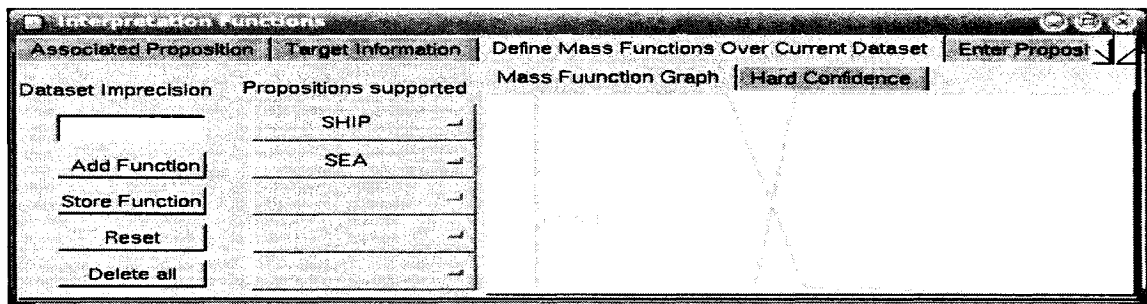 Interpretation Functions
Associated Proposition
Target Information
Define Mass Functions Over Current Dataset
Enter Proposi
Mass Fuunction Graph
Hard Confidence
Dataset Imprecision
Propositions supported
SHIP
Add Function
SEA
Store Function
Reset
Delete all